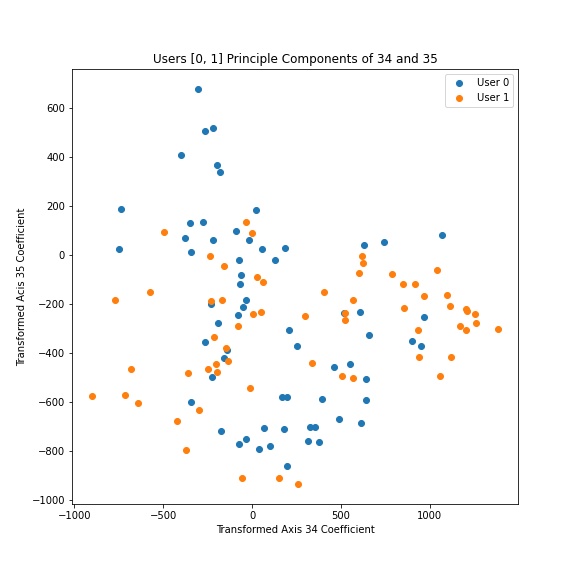 Users [0, 1] Principle Components of 34 and 35
User 0
User 1
600
400
200
0
−200
−400
−600
−800
−1000
Transformed Acis 35 Coefficient
−1000
−500
0
500
1000
Transformed Axis 34 Coefficient